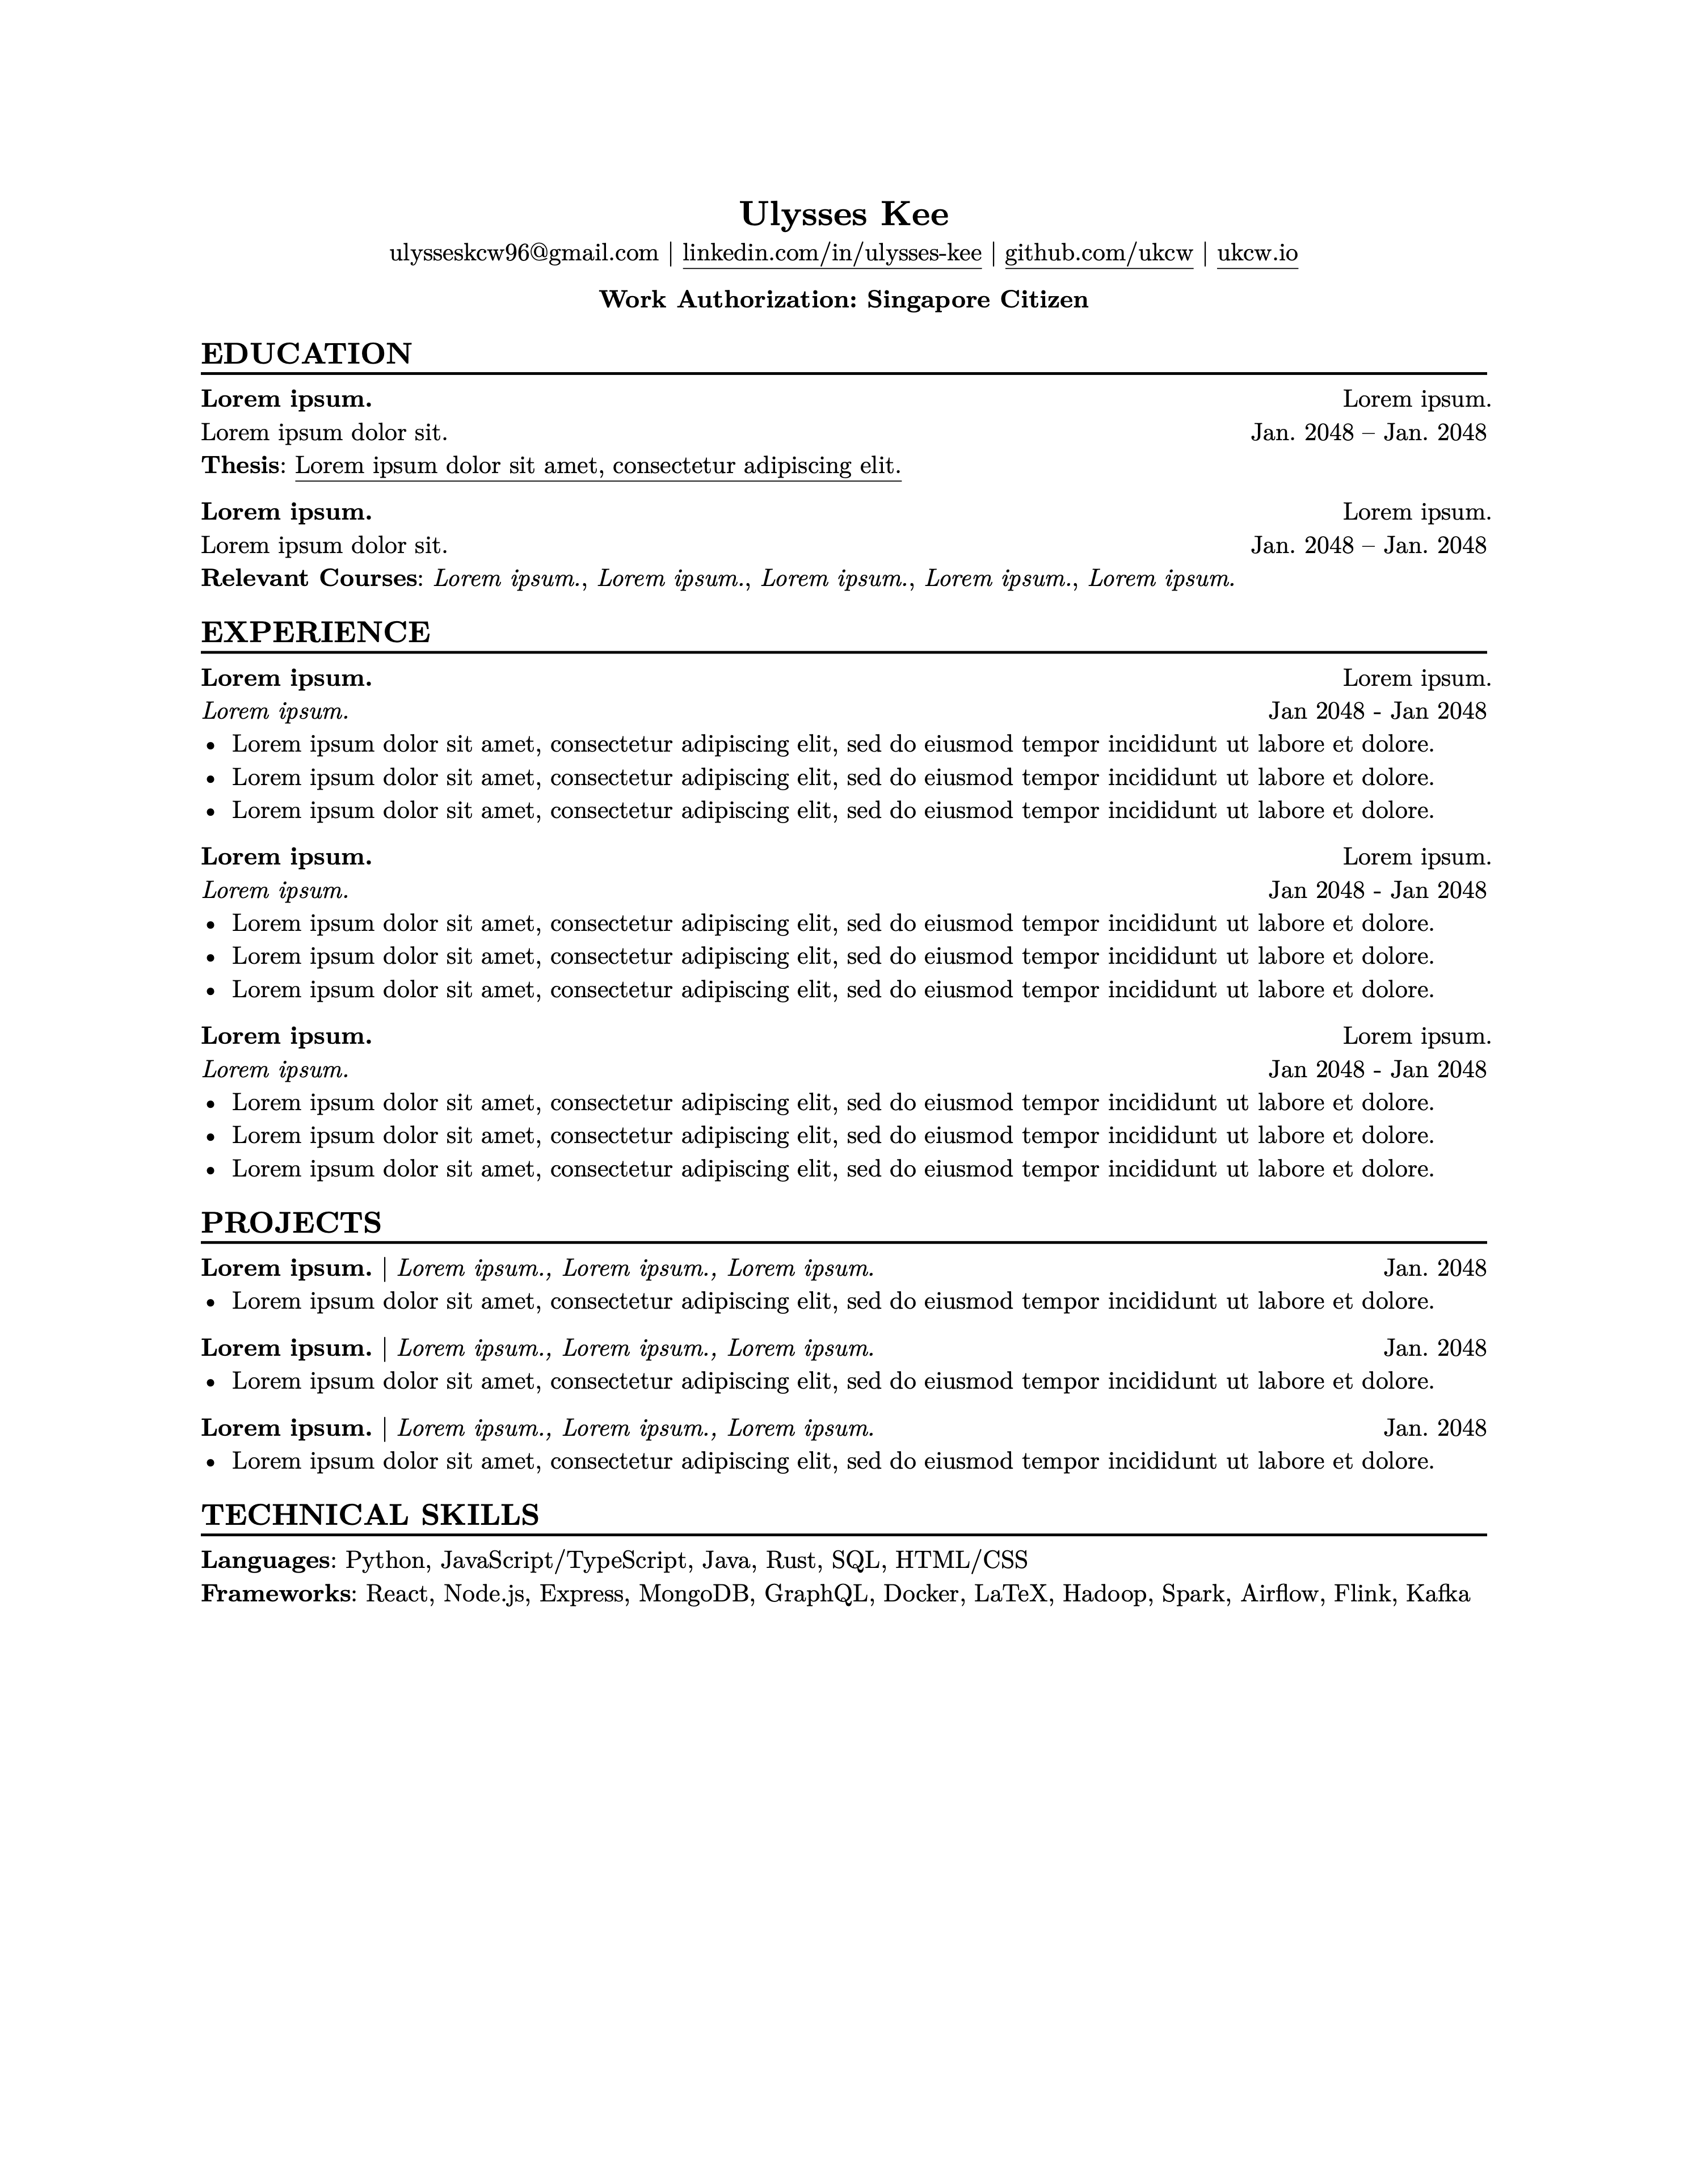 Ulysses Kee
ulysseskcw96@gmail.com | linkedin.com/in/ulysses-kee | github.com/ukcw | ukcw.io
Work Authorization: Singapore Citizen
EDUCATION
Lorem ipsum. Lorem ipsum.
Lorem ipsum dolor sit. Jan. 2048 – Jan. 2048
Thesis: Lorem ipsum dolor sit amet, consectetur adipiscing elit.
Lorem ipsum. Lorem ipsum.
Lorem ipsum dolor sit. Jan. 2048 – Jan. 2048
Relevant Courses: Lorem ipsum., Lorem ipsum., Lorem ipsum., Lorem ipsum., Lorem ipsum.
EXPERIENCE
Lorem ipsum. Lorem ipsum.
Lorem ipsum. Jan 2048 - Jan 2048
• Lorem ipsum dolor sit amet, consectetur adipiscing elit, sed do eiusmod tempor incididunt ut labore et dolore.
• Lorem ipsum dolor sit amet, consectetur adipiscing elit, sed do eiusmod tempor incididunt ut labore et dolore.
• Lorem ipsum dolor sit amet, consectetur adipiscing elit, sed do eiusmod tempor incididunt ut labore et dolore.
Lorem ipsum. Lorem ipsum.
Lorem ipsum. Jan 2048 - Jan 2048
• Lorem ipsum dolor sit amet, consectetur adipiscing elit, sed do eiusmod tempor incididunt ut labore et dolore.
• Lorem ipsum dolor sit amet, consectetur adipiscing elit, sed do eiusmod tempor incididunt ut labore et dolore.
• Lorem ipsum dolor sit amet, consectetur adipiscing elit, sed do eiusmod tempor incididunt ut labore et dolore.
Lorem ipsum. Lorem ipsum.
Lorem ipsum. Jan 2048 - Jan 2048
• Lorem ipsum dolor sit amet, consectetur adipiscing elit, sed do eiusmod tempor incididunt ut labore et dolore.
• Lorem ipsum dolor sit amet, consectetur adipiscing elit, sed do eiusmod tempor incididunt ut labore et dolore.
• Lorem ipsum dolor sit amet, consectetur adipiscing elit, sed do eiusmod tempor incididunt ut labore et dolore.
PROJECTS
Lorem ipsum. | Lorem ipsum., Lorem ipsum., Lorem ipsum. Jan. 2048
• Lorem ipsum dolor sit amet, consectetur adipiscing elit, sed do eiusmod tempor incididunt ut labore et dolore.
Lorem ipsum. | Lorem ipsum., Lorem ipsum., Lorem ipsum. Jan. 2048
• Lorem ipsum dolor sit amet, consectetur adipiscing elit, sed do eiusmod tempor incididunt ut labore et dolore.
Lorem ipsum. | Lorem ipsum., Lorem ipsum., Lorem ipsum. Jan. 2048
• Lorem ipsum dolor sit amet, consectetur adipiscing elit, sed do eiusmod tempor incididunt ut labore et dolore.
TECHNICAL SKILLS
Languages: Python, JavaScript/TypeScript, Java, Rust, SQL, HTML/CSS
Frameworks: React, Node.js, Express, MongoDB, GraphQL, Docker, LaTeX, Hadoop, Spark, Airflow, Flink, Kafka